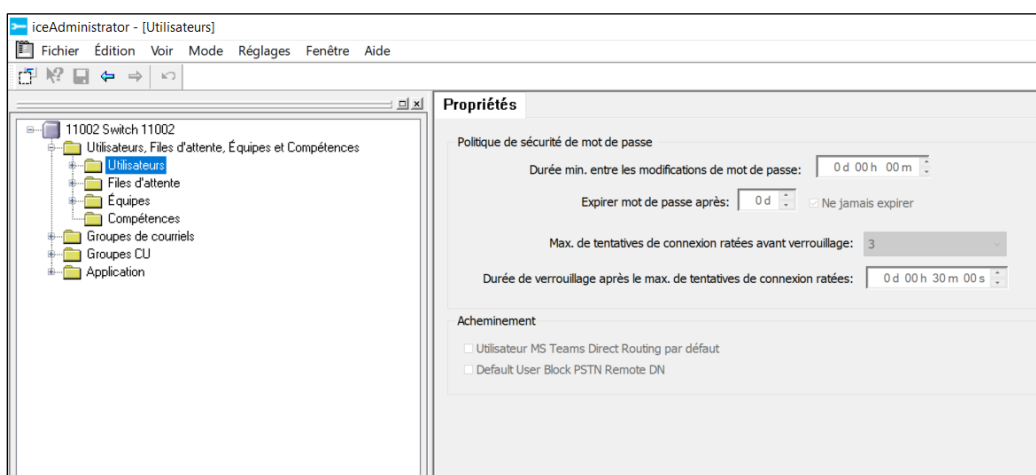 iceAdministrator - [Utilisateurs]
Fichier Édition Voir Mode Réglages Fenêtre Aide
11002 Switch 11002
Utilisateurs, Files d'attente, Équipes et Compétences
Utilisateurs
Files d'attente
Équipes
Compétences
Groupes de courriels
Groupes CU
Application
Propriétés
Politique de sécurité de mot de passe
Durée min. entre les modifications de mot de passe: 0 d 00 h 00 m
Expirer mot de passe après: 0 d Ne jamais expirer
Max. de tentatives de connexion ratées avant verrouillage: 3
Durée de verrouillage après le max. de tentatives de connexion ratées: 0 d 00 h 30 m 00 s
Acheminement
Utilisateur MS Teams Direct Routing par défaut
Default User Block PSTN Remote DN